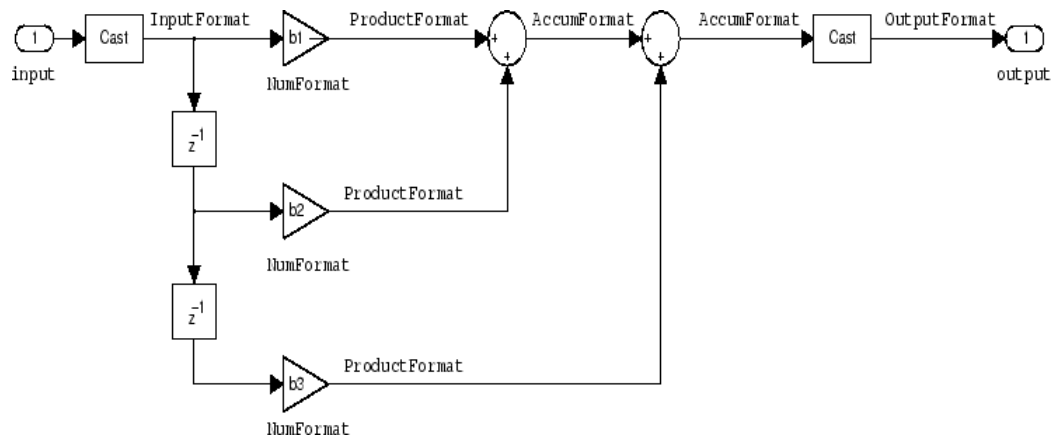 InputFormat
ProductFormat
AccumFormat
AccumFormat
OutputFormat
1
Cast
b1
+
+
+
+
Cast
1
input
NumFormat
output
z⁻¹
ProductFormat
b2
NumFormat
z⁻¹
ProductFormat
b3
NumFormat